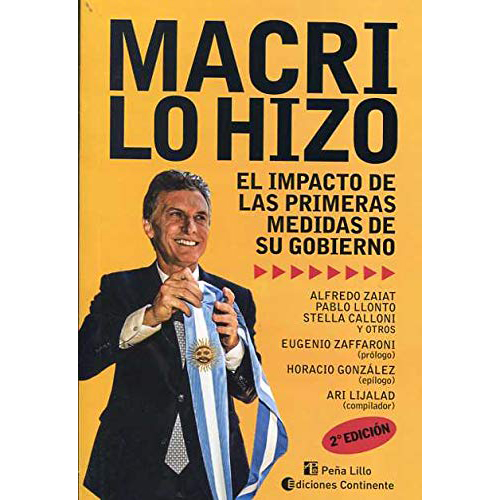 MACRI
LO HIZO
EL IMPACTO DE
LAS PRIMERAS
MEDIDAS DE
SU GOBIERNO
ALFREDO ZAIAT
PABLO LLONTO
STELLA CALLONI
Y OTROS
EUGENIO ZAFFARONI
(prólogo)
HORACIO GONZÁLEZ
(epílogo)
ARI LIJALAD
(compilador)
2º EDICIÓN
Peña Lillo
Ediciones Continente